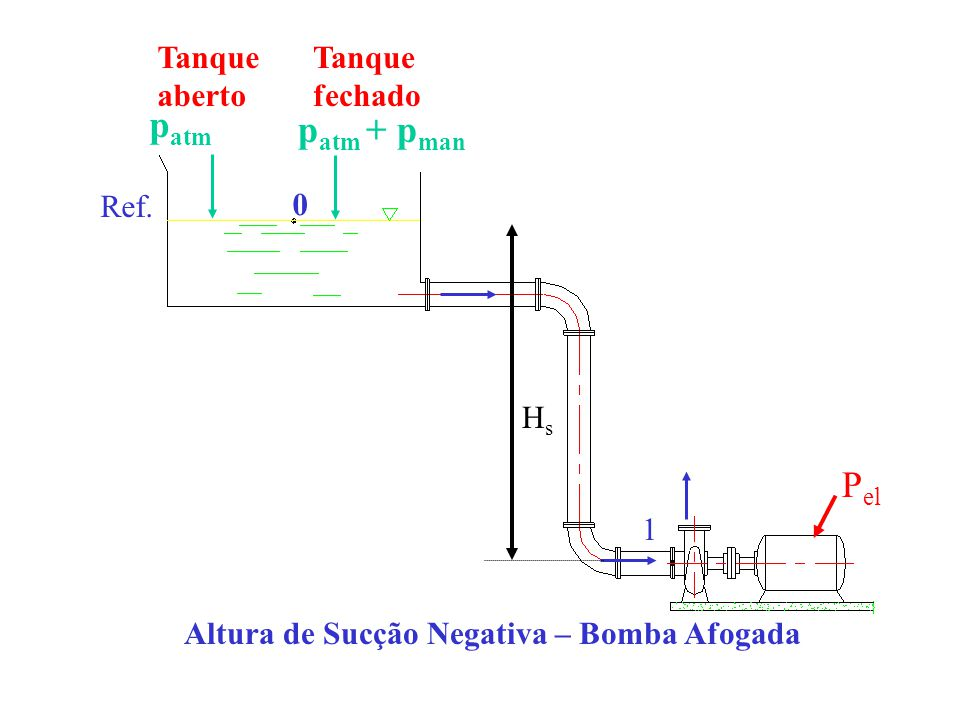 Tanque aberto
Tanque fechado
patm
patm + pman
Ref.
0
Hs
Pel
1
Altura de Sucção Negativa – Bomba Afogada